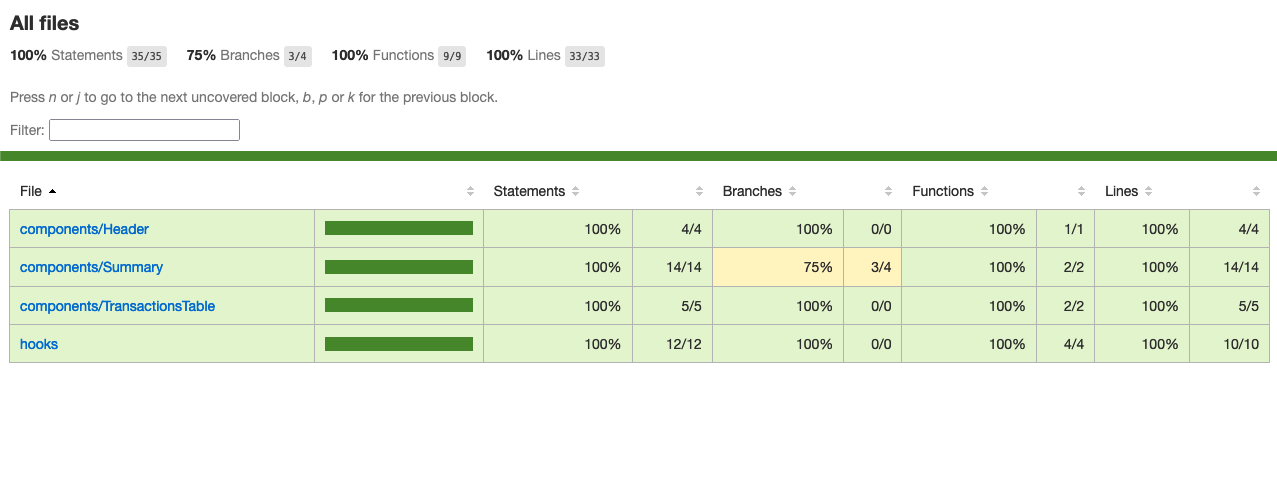 All files
100% Statements 35/35 75% Branches 3/4 100% Functions 9/9 100% Lines 33/33
Press n or j to go to the next uncovered block, b, p or k for the previous block.
Filter:
File Statements Branches Functions Lines
components/Header 100% 4/4 100% 0/0 100% 1/1 100% 4/4
components/Summary 100% 14/14 75% 3/4 100% 2/2 100% 14/14
components/TransactionsTable 100% 5/5 100% 0/0 100% 2/2 100% 5/5
hooks 100% 12/12 100% 0/0 100% 4/4 100% 10/10